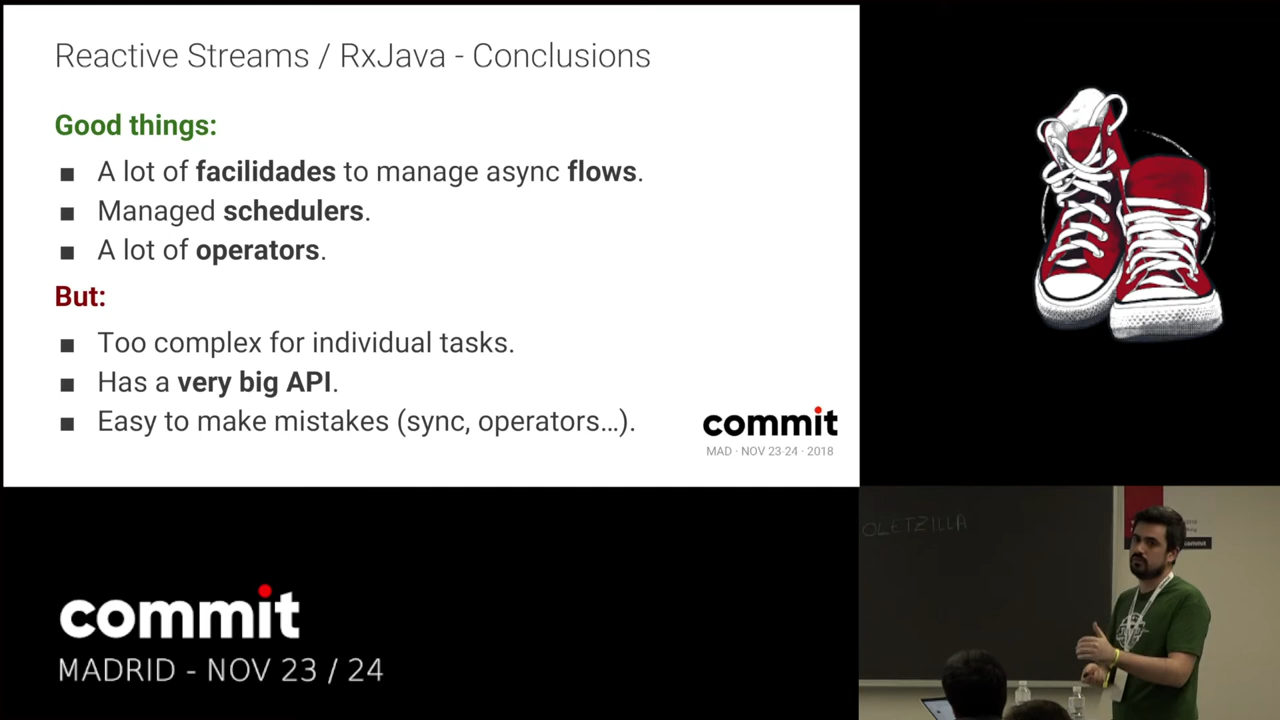 Reactive Streams / RxJava - Conclusions
Good things:
■ A lot of facilidades to manage async flows.
■ Managed schedulers.
■ A lot of operators.
But:
■ Too complex for individual tasks.
■ Has a very big API.
■ Easy to make mistakes (sync, operators…).
commit
MAD · NOV 23-24 · 2018
commit
MADRID - NOV 23 / 24
OLETZILLA